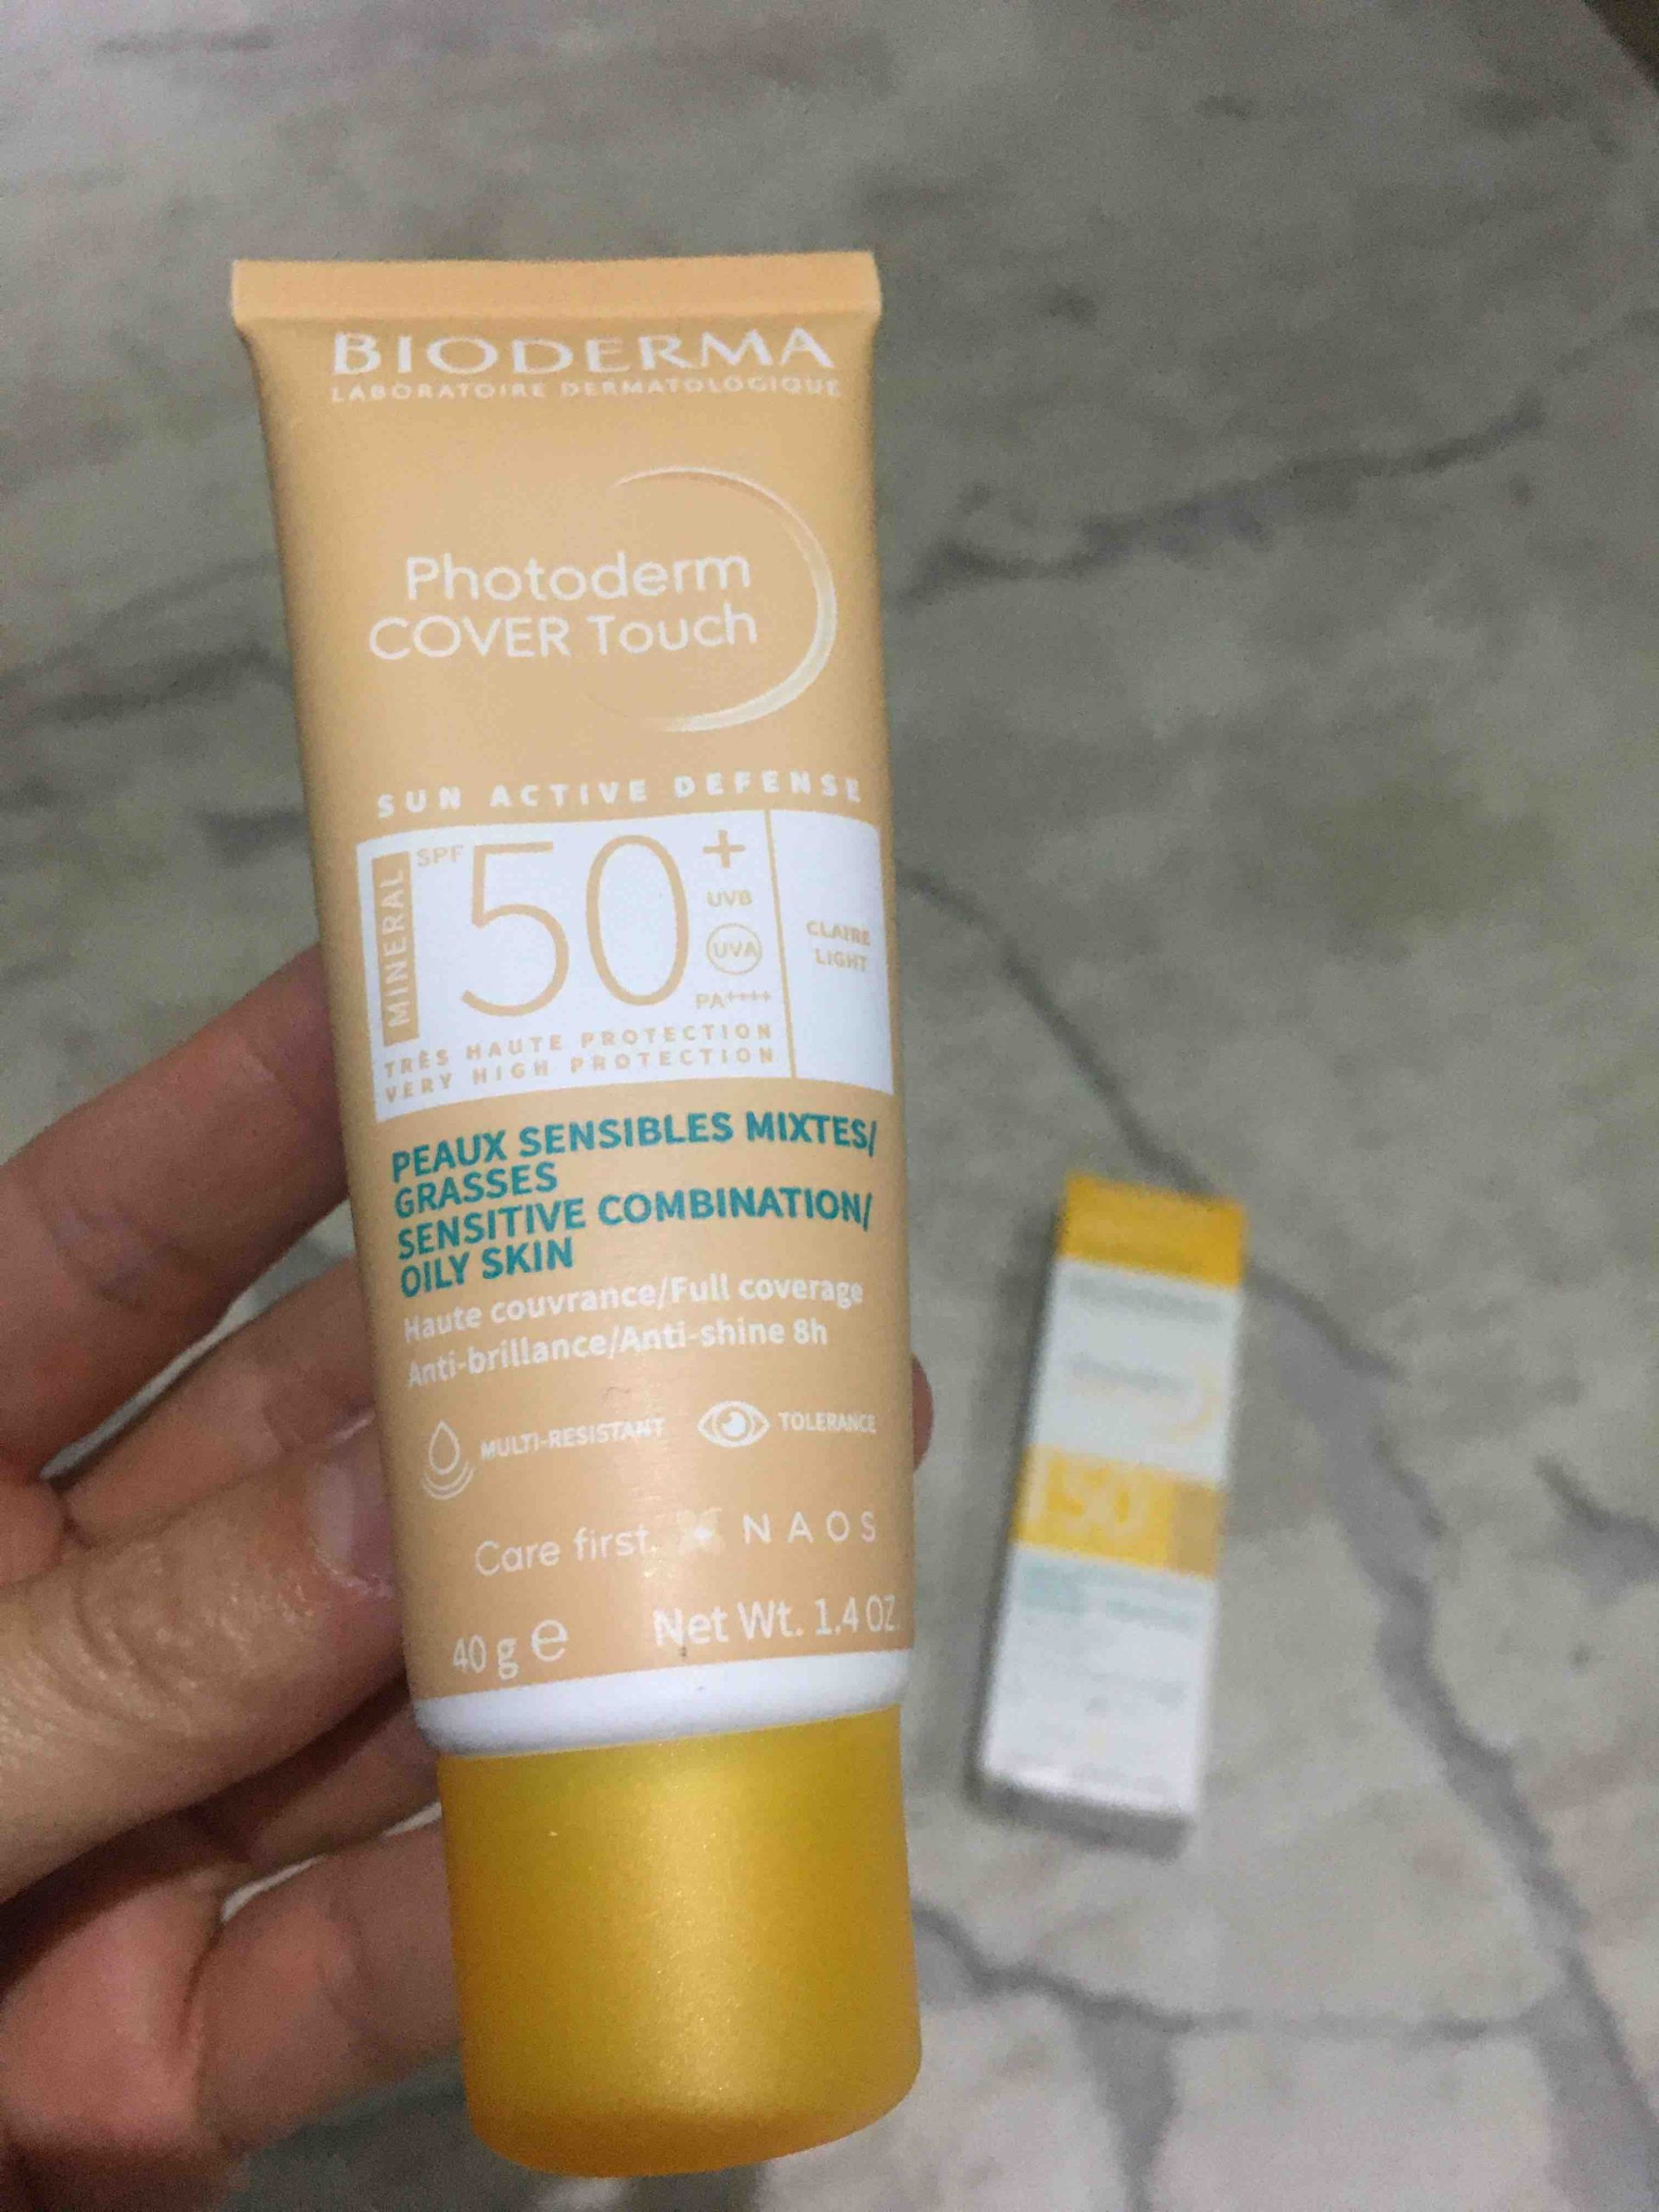 BIODERMA
LABORATOIRE DERMATOLOGIQUE
Photoderm
COVER Touch
SUN ACTIVE DEFENSE
MINERAL
SPF
50+
UVB
UVA
PA++++
CLAIRE
LIGHT
TRÈS HAUTE PROTECTION
VERY HIGH PROTECTION
PEAUX SENSIBLES MIXTES/
GRASSES
SENSITIVE COMBINATION/
OILY SKIN
Haute couvrance/Full coverage
Anti-brillance/Anti-shine 8h
MULTI-RESISTANT
TOLERANCE
Care first.
NAOS
40 g e
Net Wt. 1.4 OZ.
50